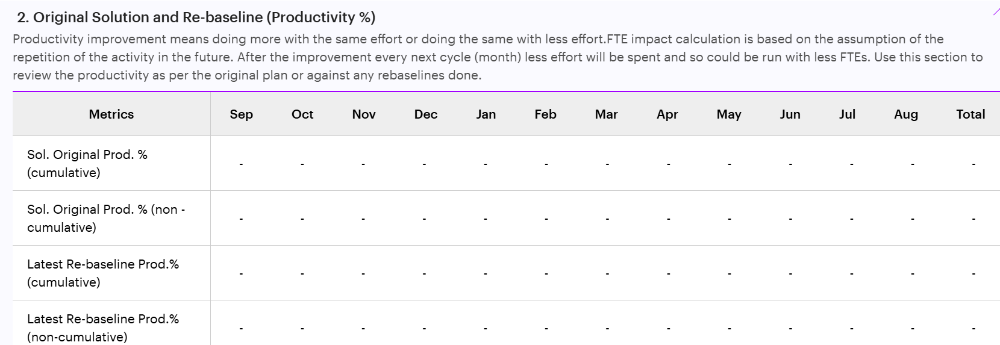 2. Original Solution and Re-baseline (Productivity %)
Productivity improvement means doing more with the same effort or doing the same with less effort.FTE impact calculation is based on the assumption of the
repetition of the activity in the future. After the improvement every next cycle (month) less effort will be spent and so could be run with less FTEs. Use this section to
review the productivity as per the original plan or against any rebaselines done.
Metrics Sep Oct Nov Dec Jan Feb Mar Apr May Jun Jul Aug Total
Sol. Original Prod. %
(cumulative)
- - - - - - - - - - - - -
Sol. Original Prod. % (non -
cumulative)
- - - - - - - - - - - - -
Latest Re-baseline Prod.%
(cumulative)
- - - - - - - - - - - - -
Latest Re-baseline Prod.%
(non-cumulative)
- - - - - - - - - - - - -